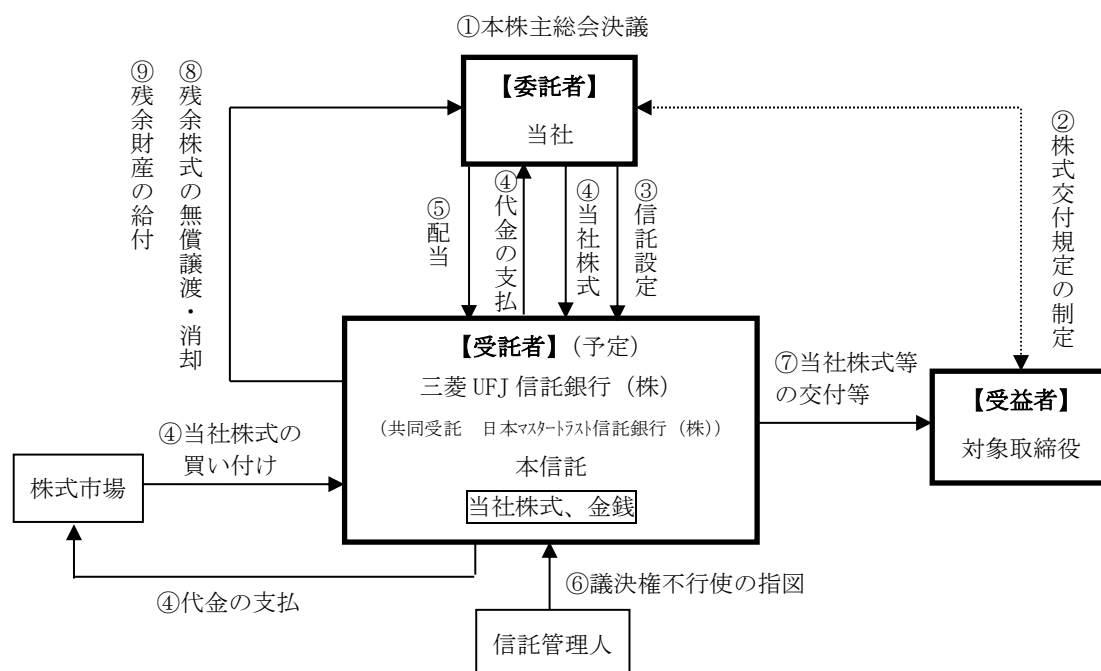 ①本株主総会決議
【委託者】
当社
⑨残余財産の給付
⑧残余株式の無償譲渡・消却
⑤配当
④代金の支払
④当社株式
③信託設定
②株式交付規定の制定
【受託者】(予定)
三菱 UFJ 信託銀行（株）
（共同受託　日本マスタートラスト信託銀行（株））
本信託
当社株式、金銭
⑦当社株式等
の交付等
【受益者】
対象取締役
④当社株式の
買い付け
株式市場
④代金の支払
⑥議決権不行使の指図
信託管理人